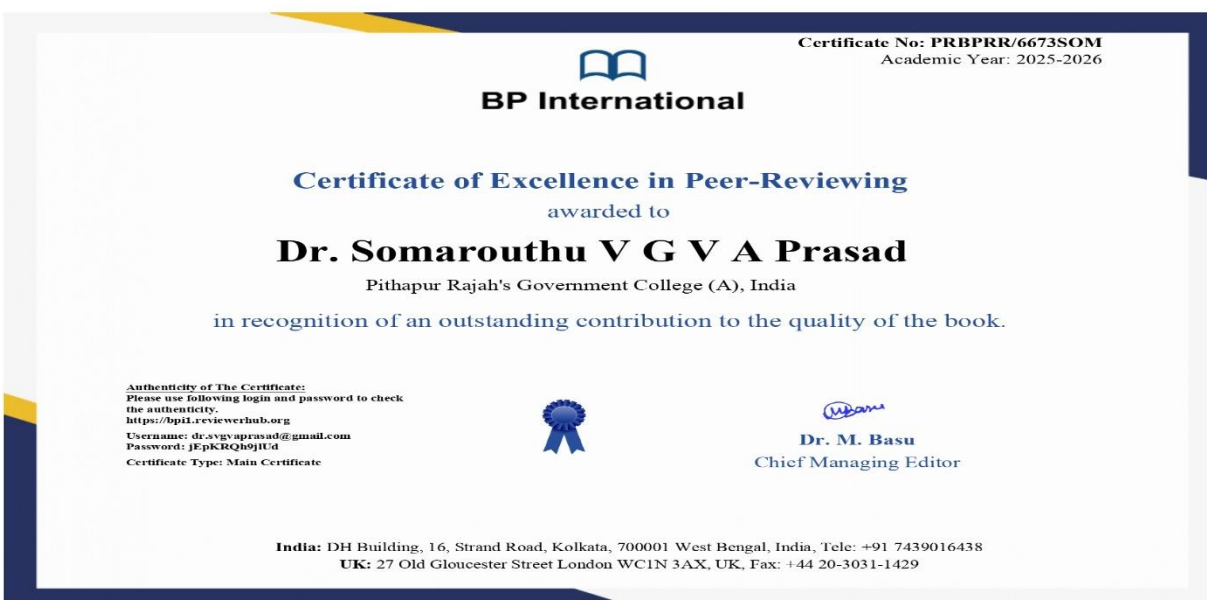 Certificate No: PRBPRR/6673SOM
Academic Year: 2025-2026
BP International
Certificate of Excellence in Peer-Reviewing
awarded to
Dr. Somarouthu V G V A Prasad
Pithapur Rajah's Government College (A), India
in recognition of an outstanding contribution to the quality of the book.
Authenticity of The Certificate:
Please use following login and password to check
the authenticity.
https://bpi1.reviewerhub.org
Username: dr.svgvaprasad@gmail.com
Password: jEpKRQh9jlUd
Certificate Type: Main Certificate
Dr. M. Basu
Chief Managing Editor
India: DH Building, 16, Strand Road, Kolkata, 700001 West Bengal, India, Tele: +91 7439016438
UK: 27 Old Gloucester Street London WC1N 3AX, UK, Fax: +44 20-3031-1429